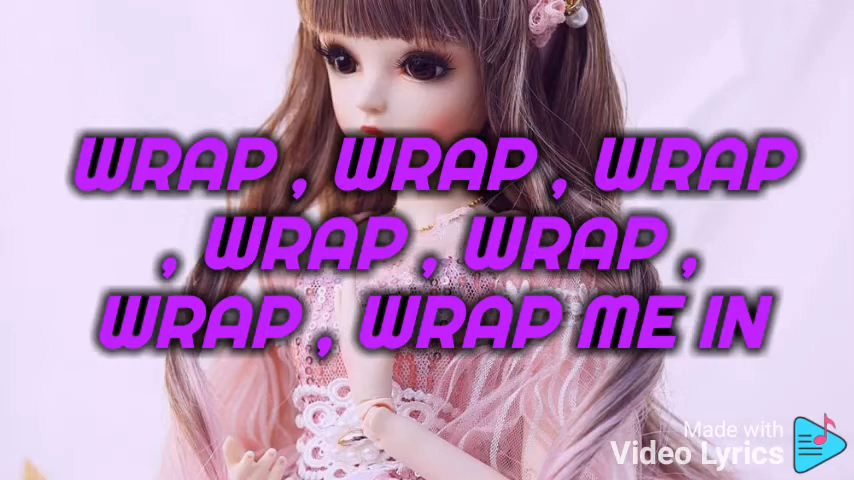 WRAP , WRAP , WRAP
, WRAP , WRAP ,
WRAP , WRAP ME IN
Made with
Video Lyrics